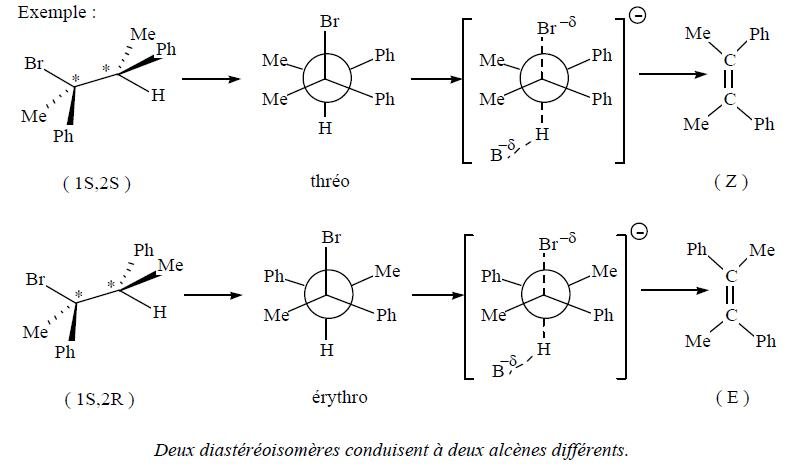 Exemple :
Me
Ph
Br
*
*
H
Me
Ph
( 1S,2S )
Br
Me
Ph
Me
Ph
H
thréo
Br–δ
Me
Ph
Me
Ph
H
B–δ
–
Me
Ph
C
C
Me
Ph
( Z )
Ph
Me
Br
*
*
H
Me
Ph
( 1S,2R )
Br
Ph
Me
Me
Ph
H
érythro
Br–δ
Ph
Me
Me
Ph
H
B–δ
–
Ph
Me
C
C
Me
Ph
( E )
Deux diastéréoisomères conduisent à deux alcènes différents.